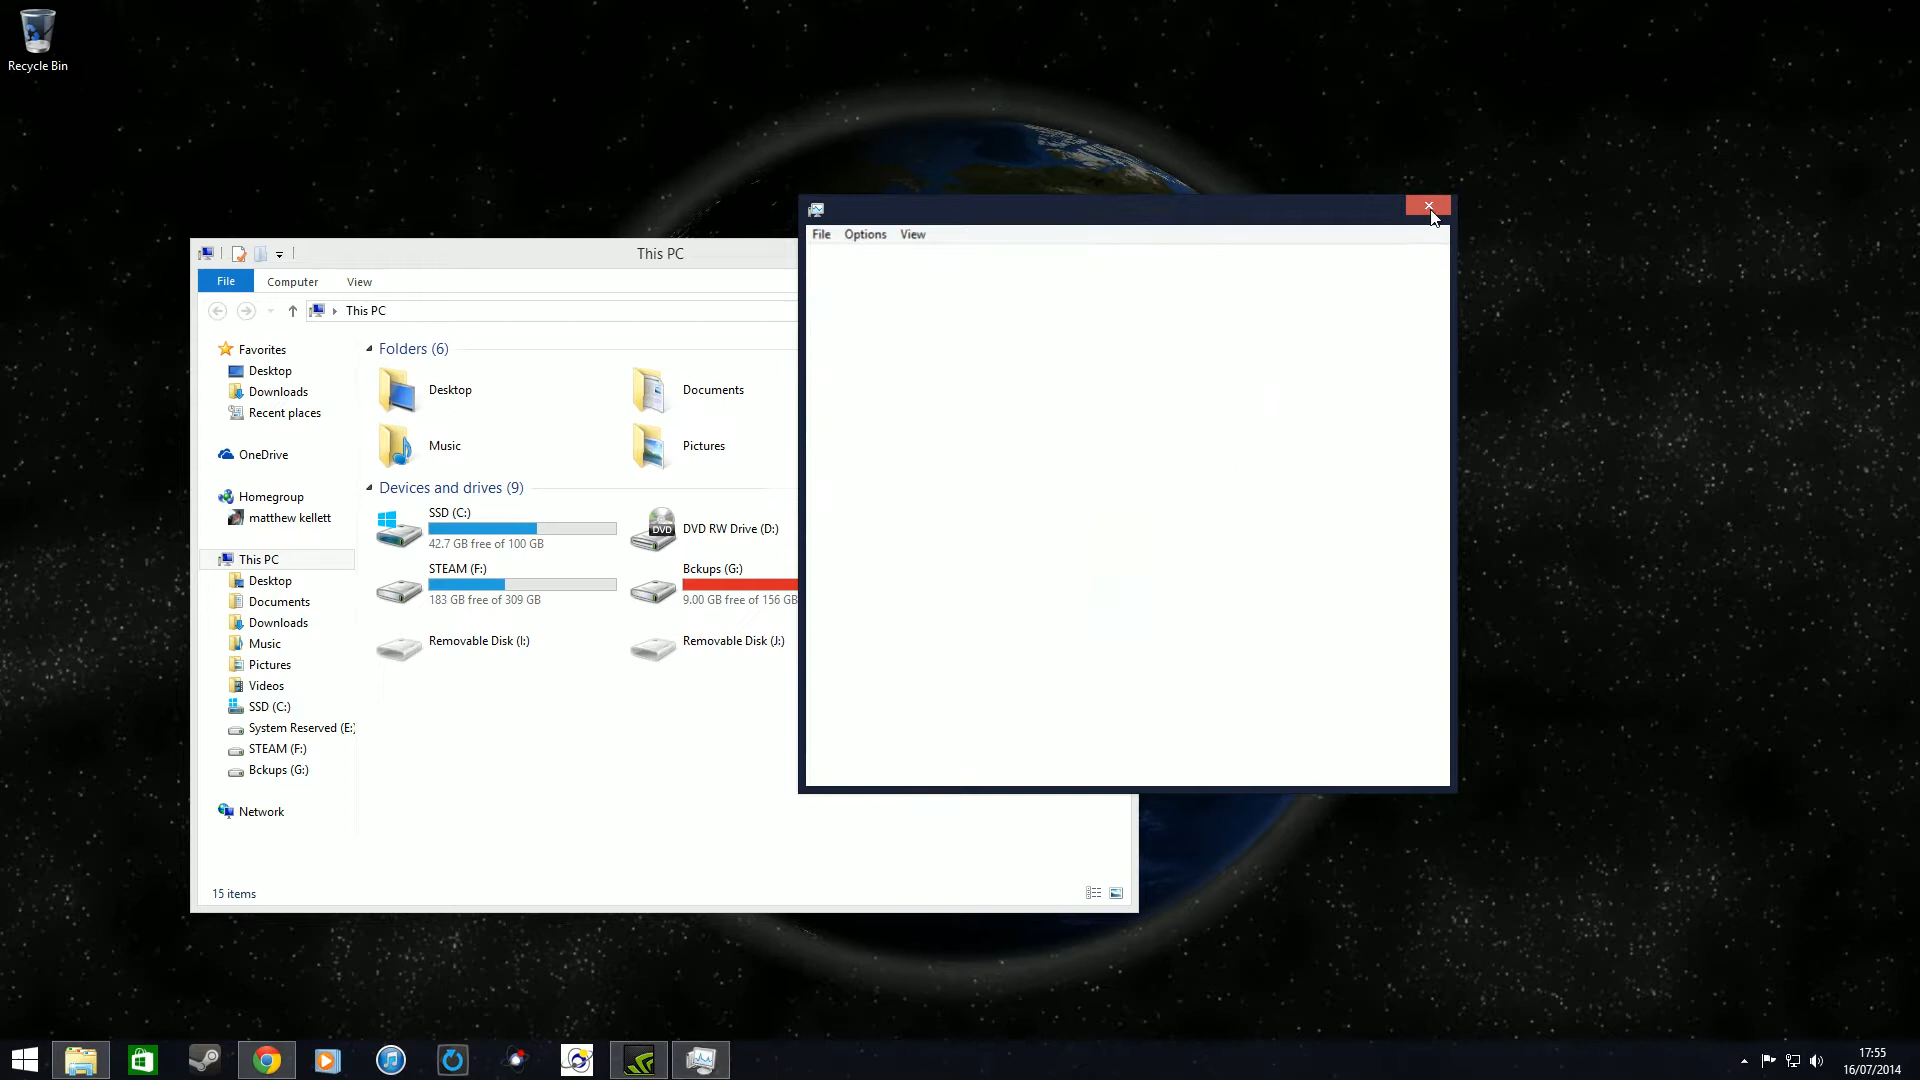 Recycle Bin
File Options View
This PC
File Computer View
This PC
Favorites
Desktop
Downloads
Recent places
OneDrive
Homegroup
matthew kellett
This PC
Desktop
Documents
Downloads
Music
Pictures
Videos
SSD (C:)
System Reserved (E:)
STEAM (F:)
Bckups (G:)
Network
Folders (6)
Desktop
Documents
Music
Pictures
Devices and drives (9)
SSD (C:)
42.7 GB free of 100 GB
DVD
DVD RW Drive (D:)
STEAM (F:)
183 GB free of 309 GB
Bckups (G:)
9.00 GB free of 156 GB
Removable Disk (I:)
Removable Disk (J:)
15 items
17:55
16/07/2014